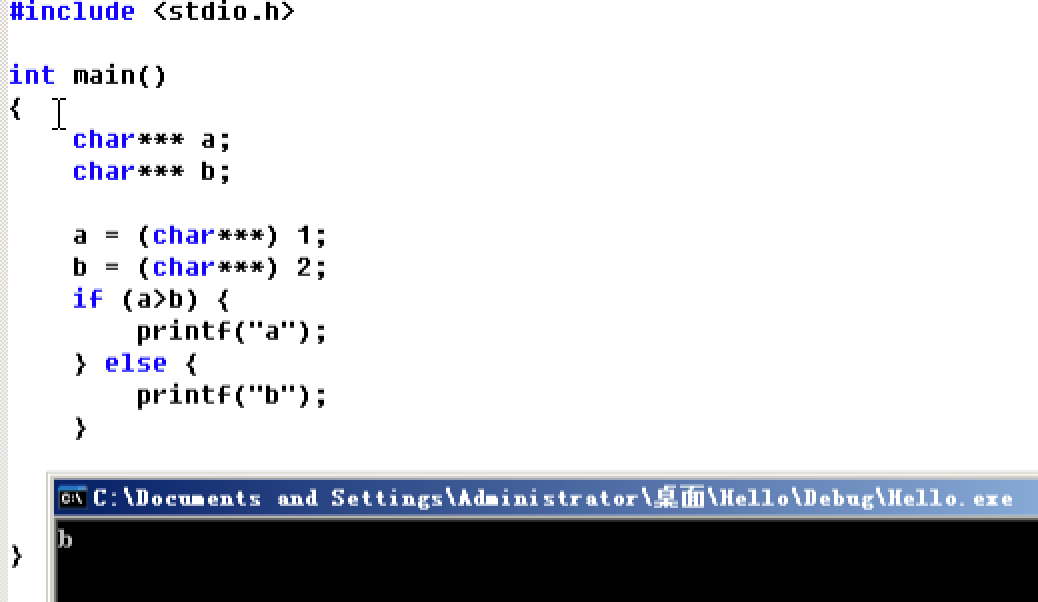 #include <stdio.h>
int main()
{
char*** a;
char*** b;
a = (char***) 1;
b = (char***) 2;
if (a>b) {
printf("a");
} else {
printf("b");
}
C:\Documents and Settings\Administrator\桌面\Hello\Debug\Hello.exe
b
}